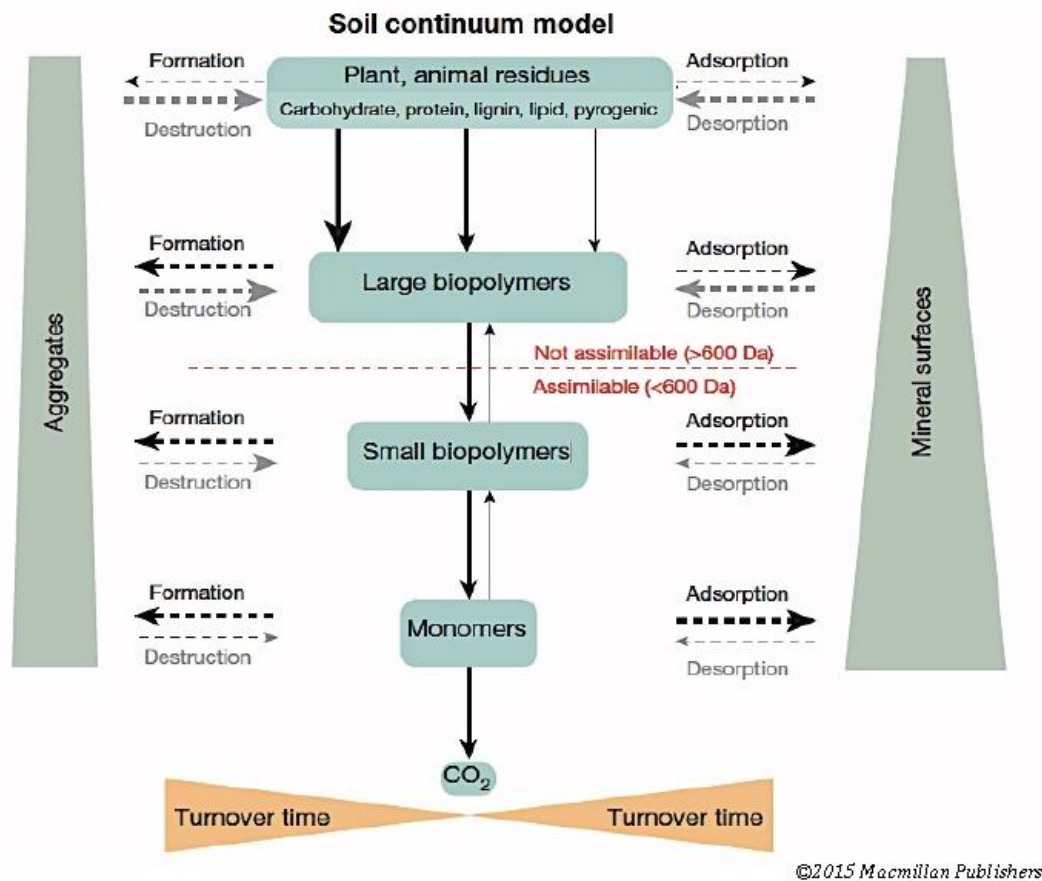 Soil continuum model
Formation
Plant, animal residues
Adsorption
Destruction
Carbohydrate, protein, lignin, lipid, pyrogenic
Desorption
Formation
Adsorption
Large biopolymers
Destruction
Desorption
Not assimilable (>600 Da)
Assimilable (<600 Da)
Aggregates
Mineral surfaces
Formation
Adsorption
Small biopolymers
Destruction
Desorption
Formation
Adsorption
Monomers
Destruction
Desorption
CO₂
Turnover time
Turnover time
©2015 Macmillan Publishers